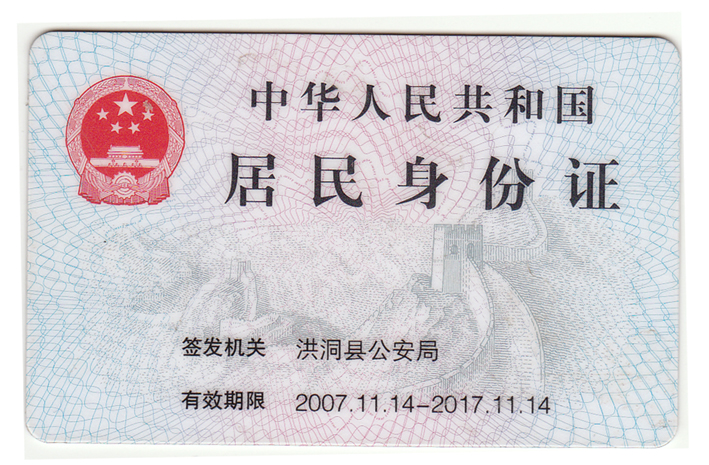 中华人民共和国
居民身份证
签发机关 洪洞县公安局
有效期限 2007.11.14-2017.11.14